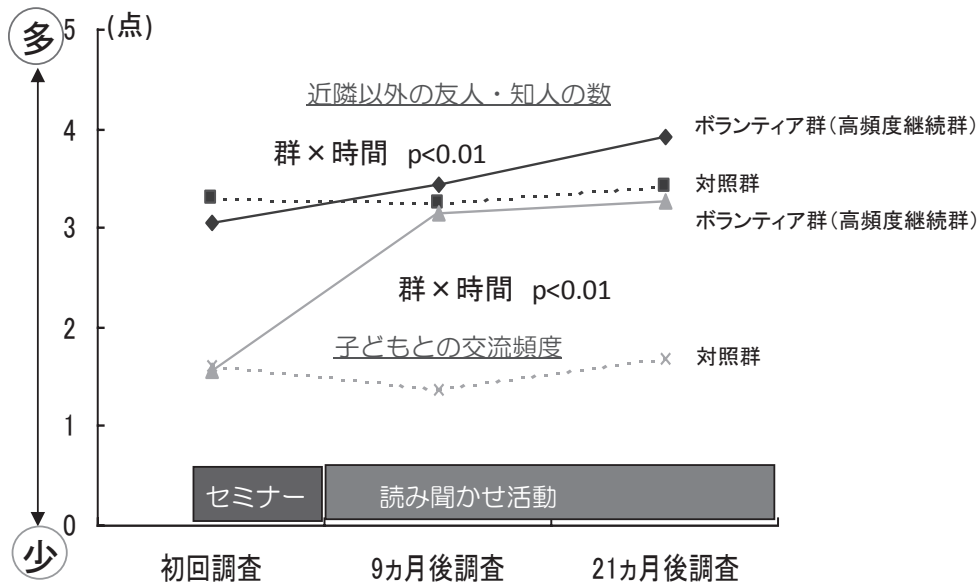 多
5
(点)
近隣以外の友人・知人の数
4
ボランティア群(高頻度継続群)
群×時間 p<0.01
対照群
3
ボランティア群(高頻度継続群)
群×時間 p<0.01
2
子どもとの交流頻度
対照群
1
セミナー
読み聞かせ活動
0
少
初回調査
9ヵ月後調査
21ヵ月後調査